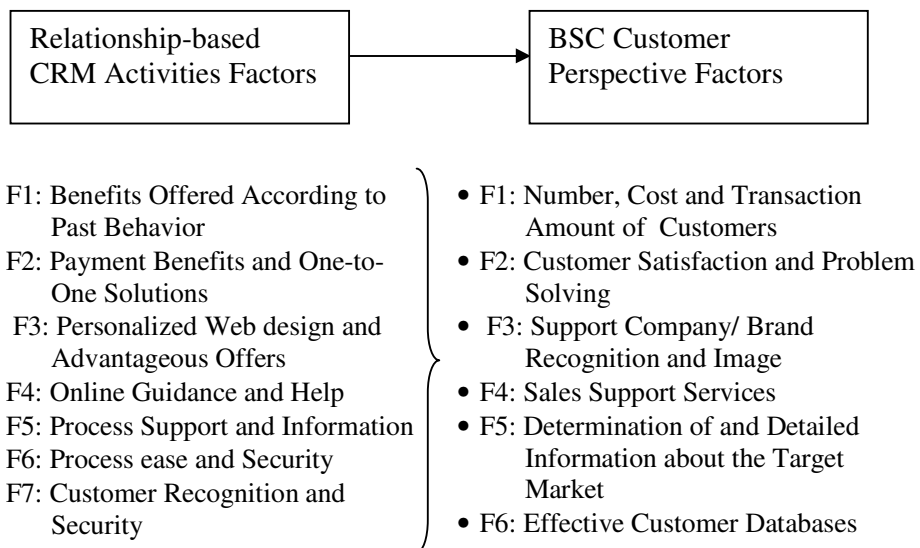 Relationship-based
CRM Activities Factors
BSC Customer
Perspective Factors
F1: Benefits Offered According to
Past Behavior
F2: Payment Benefits and One-to-
One Solutions
F3: Personalized Web design and
Advantageous Offers
F4: Online Guidance and Help
F5: Process Support and Information
F6: Process ease and Security
F7: Customer Recognition and
Security
• F1: Number, Cost and Transaction
Amount of Customers
• F2: Customer Satisfaction and Problem
Solving
• F3: Support Company/ Brand
Recognition and Image
• F4: Sales Support Services
• F5: Determination of and Detailed
Information about the Target
Market
• F6: Effective Customer Databases